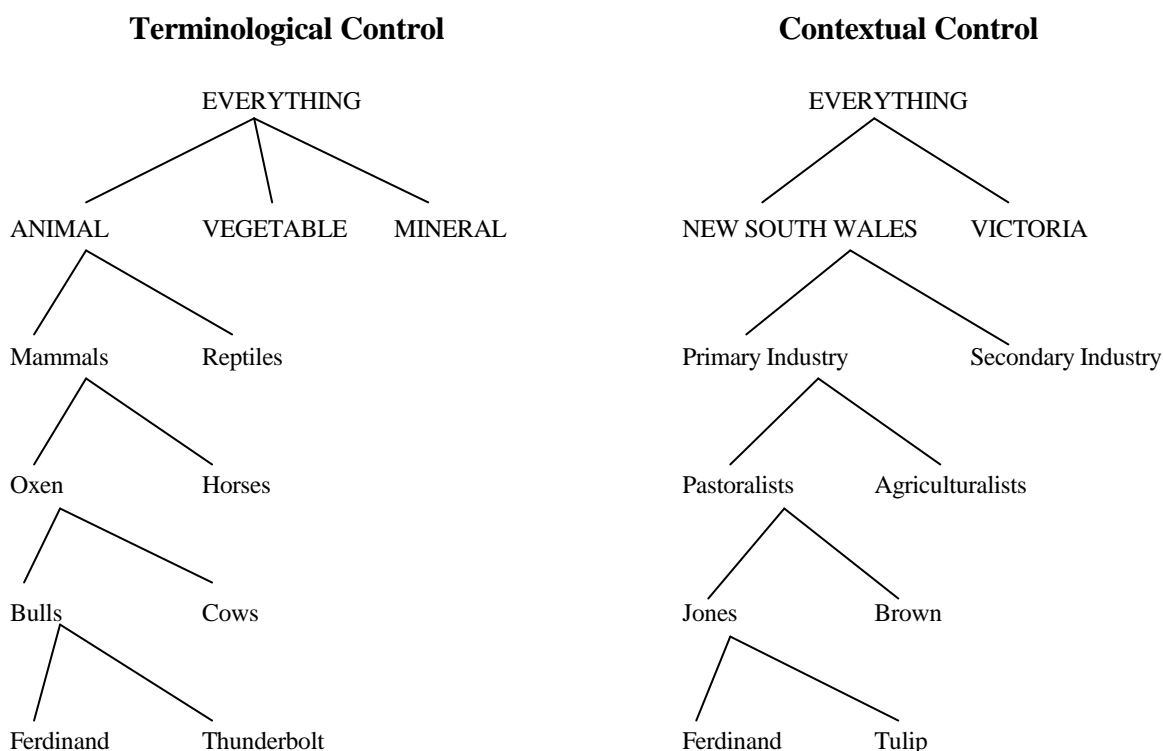 Terminological Control
EVERYTHING
ANIMAL VEGETABLE MINERAL
Mammals Reptiles
Oxen Horses
Bulls Cows
Ferdinand Thunderbolt
Contextual Control
EVERYTHING
NEW SOUTH WALES VICTORIA
Primary Industry Secondary Industry
Pastoralists Agriculturalists
Jones Brown
Ferdinand Tulip